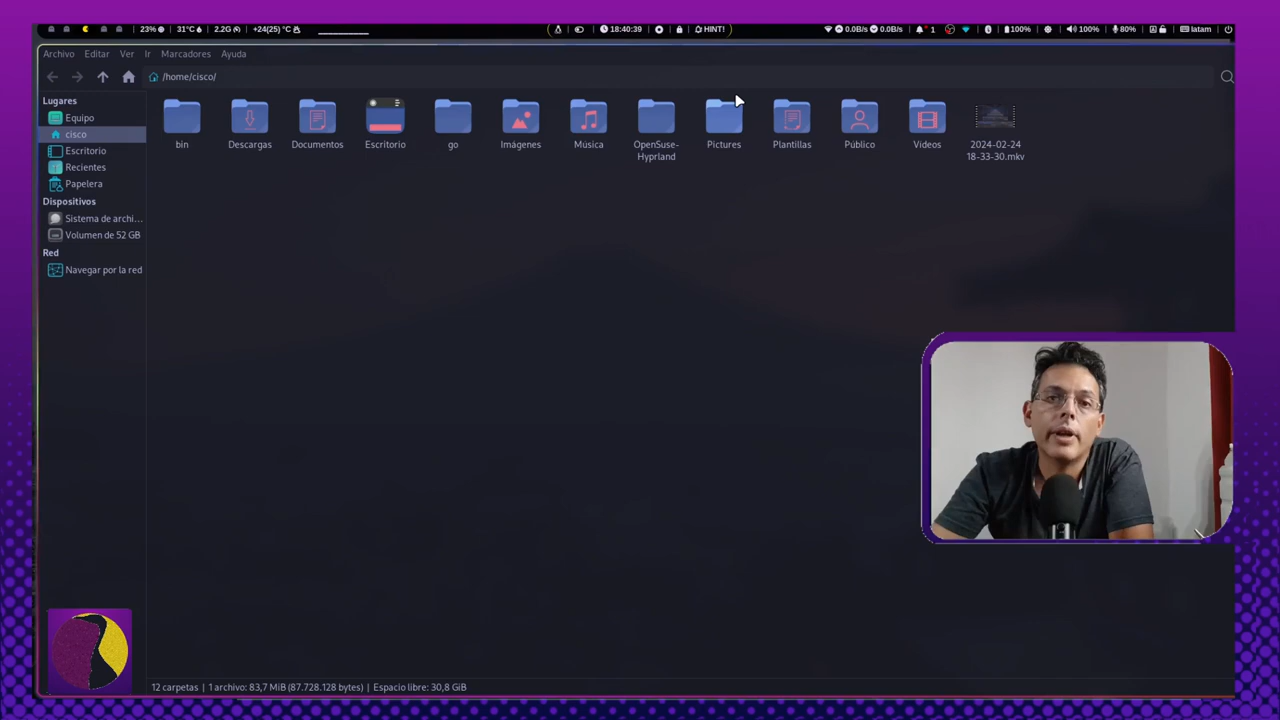 23% 31°C 2.2G +24(25) °C 18:40:39 HINT! 0.0B/s 0.0B/s 1 100% 100% 80% latam
Archivo Editar Ver Ir Marcadores Ayuda
/home/cisco/
Lugares
Equipo
cisco
Escritorio
Recientes
Papelera
Dispositivos
Sistema de archi...
Volumen de 52 GB
Red
Navegar por la red
bin
Descargas
Documentos
Escritorio
go
Imágenes
Música
OpenSuse-
Hyprland
Pictures
Plantillas
Público
Vídeos
2024-02-24
18-33-30.mkv
12 carpetas | 1 archivo: 83,7 MiB (87.728.128 bytes) | Espacio libre: 30,8 GiB